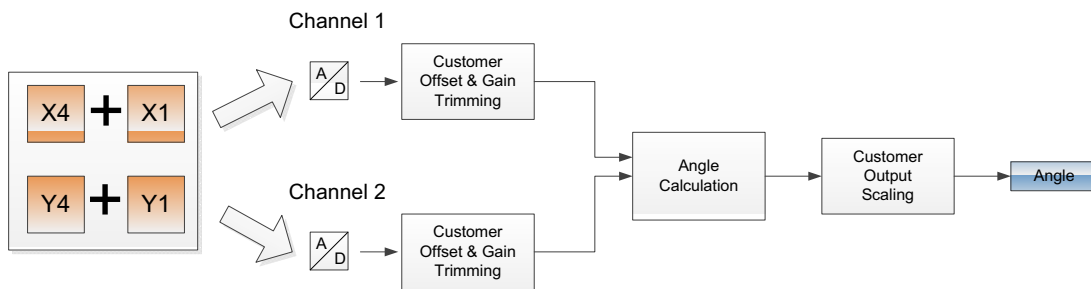 Channel 1
X4 + X1
A/D
Customer
Offset & Gain
Trimming
Y4 + Y1
Channel 2
A/D
Customer
Offset & Gain
Trimming
Angle
Calculation
Customer
Output
Scaling
Angle